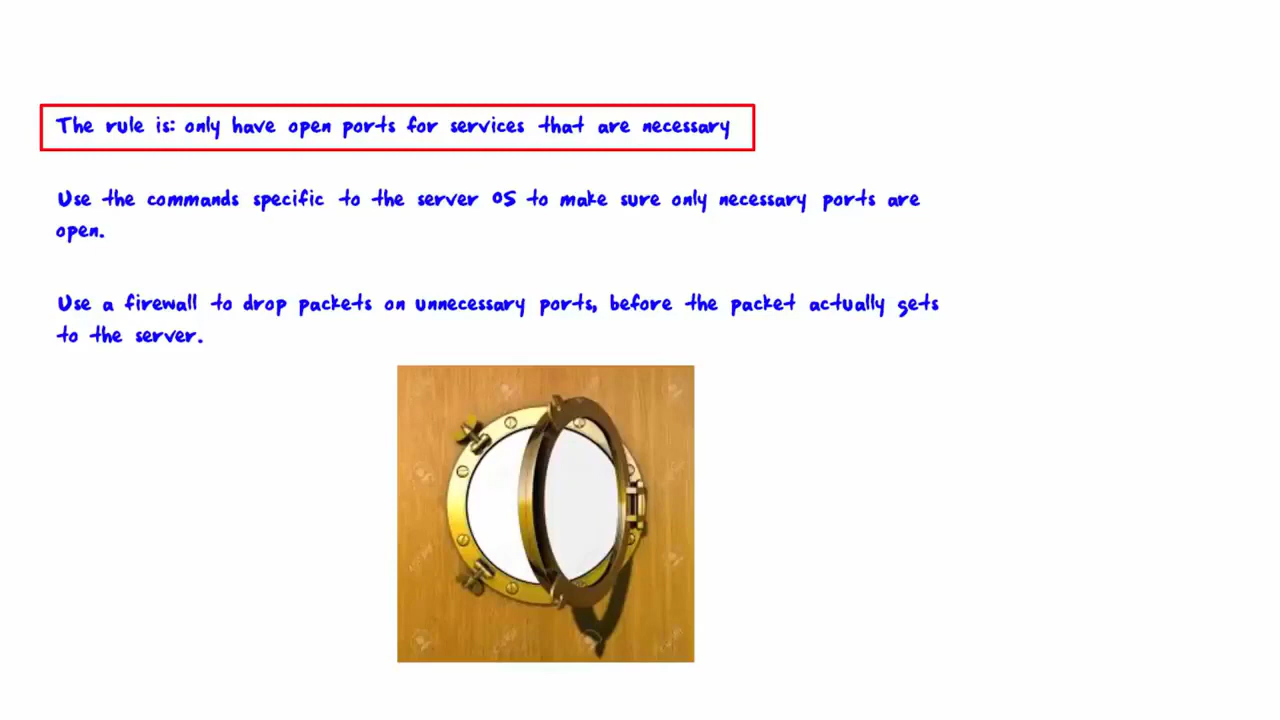 The rule is: only have open ports for services that are necessary
Use the commands specific to the server OS to make sure only necessary ports are
open.
Use a firewall to drop packets on unnecessary ports, before the packet actually gets
to the server.